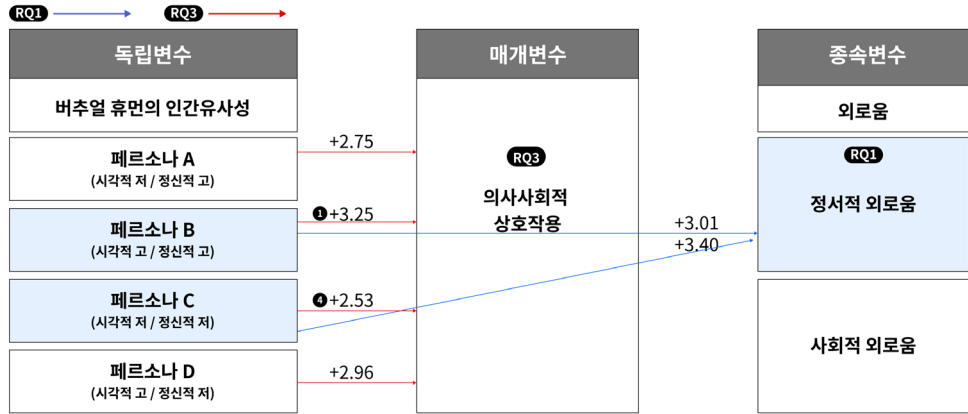 RQ1
RQ3
독립변수
매개변수
종속변수
버추얼 휴먼의 인간유사성
외로움
페르소나 A
(시각적 저 / 정신적 고)
+2.75
RQ3
의사사회적
상호작용
RQ1
정서적 외로움
페르소나 B
(시각적 고 / 정신적 고)
❶+3.25
+3.01
+3.40
페르소나 C
(시각적 저 / 정신적 저)
❹+2.53
사회적 외로움
페르소나 D
(시각적 고 / 정신적 저)
+2.96